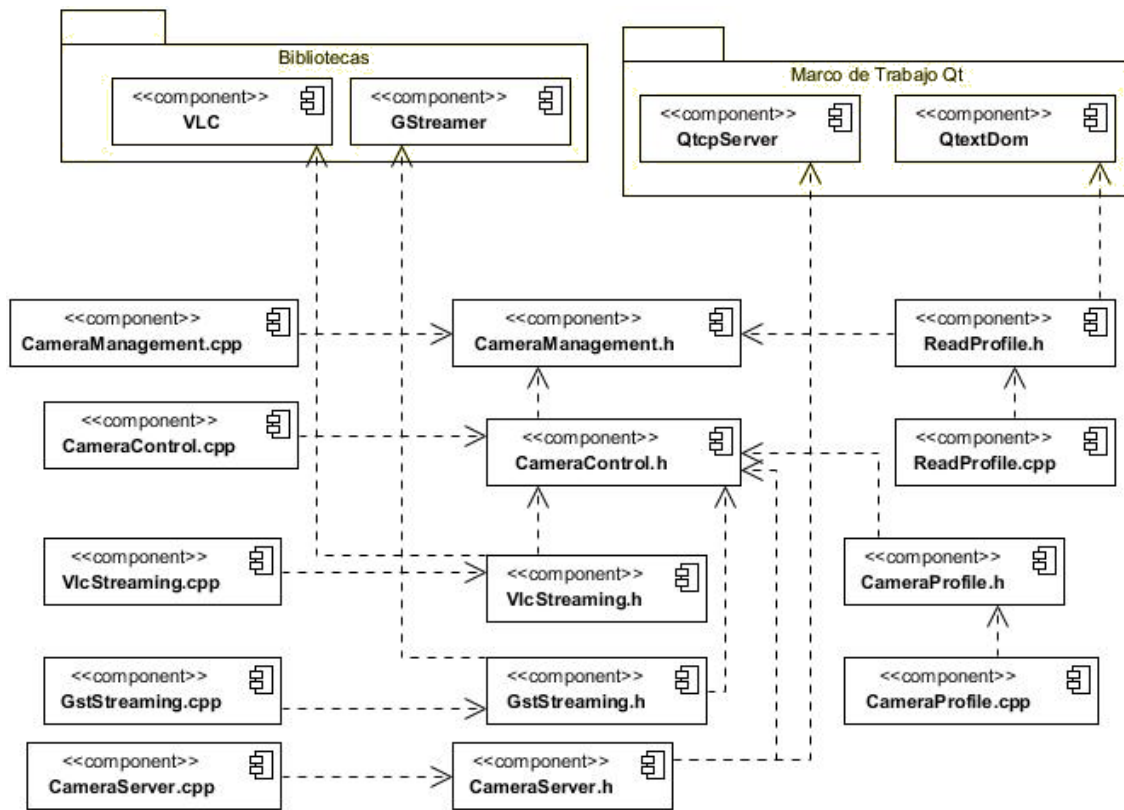 Bibliotecas
<<component>>
VLC
<<component>>
GStreamer
Marco de Trabajo Qt
<<component>>
QtcpServer
<<component>>
QtextDom
<<component>>
CameraManagement.cpp
<<component>>
CameraManagement.h
<<component>>
ReadProfile.h
<<component>>
CameraControl.cpp
<<component>>
CameraControl.h
<<component>>
ReadProfile.cpp
<<component>>
VlcStreaming.cpp
<<component>>
VlcStreaming.h
<<component>>
CameraProfile.h
<<component>>
GstStreaming.cpp
<<component>>
GstStreaming.h
<<component>>
CameraProfile.cpp
<<component>>
CameraServer.cpp
<<component>>
CameraServer.h